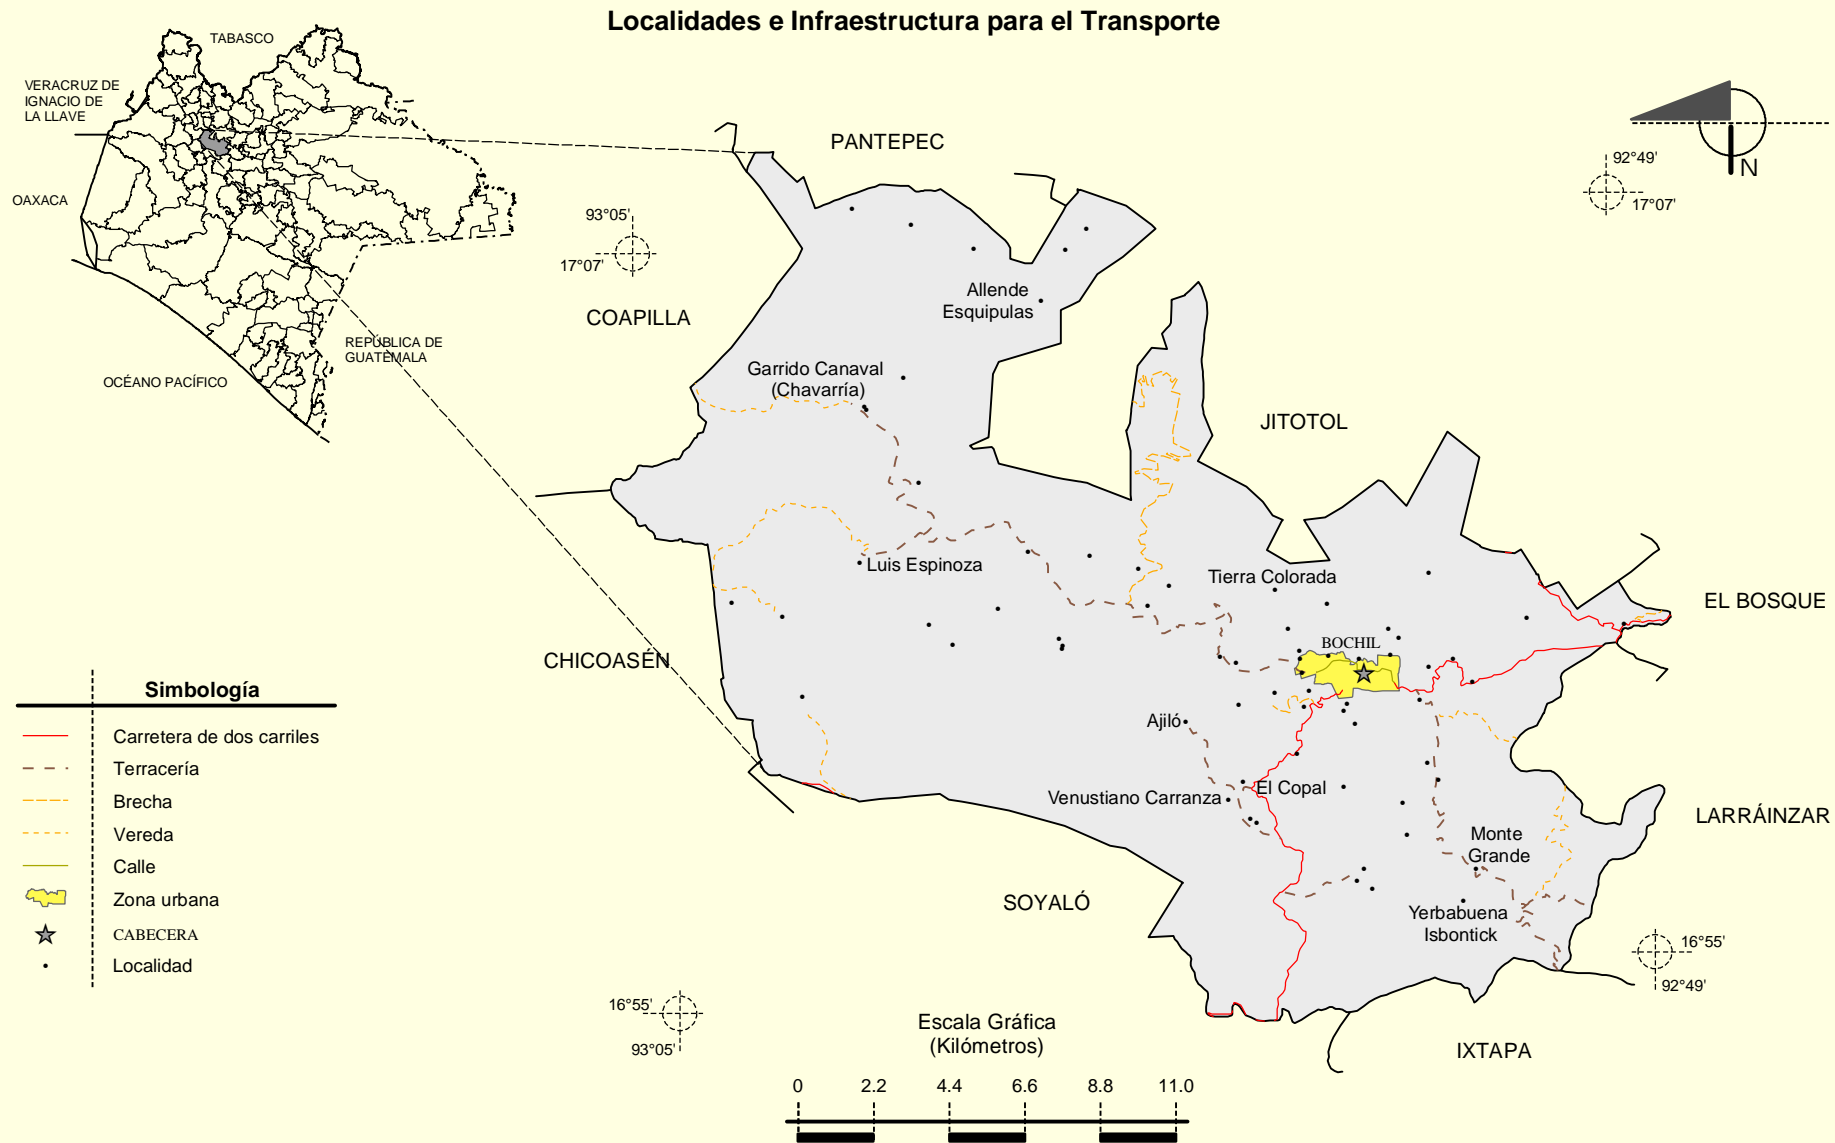 Localidades e Infraestructura para el Transporte
TABASCO
VERACRUZ DE
IGNACIO DE
LA LLAVE
OAXACA
REPÚBLICA DE
GUATEMALA
OCÉANO PACÍFICO
PANTEPEC
N
92°49'
17°07'
93°05'
17°07'
COAPILLA
Allende
Esquipulas
Garrido Canaval
(Chavarría)
JITOTOL
Luis Espinoza
Tierra Colorada
EL BOSQUE
BOCHIL
CHICOASÉN
Ajiló
El Copal
Venustiano Carranza
LARRÁINZAR
Monte
Grande
SOYALÓ
Yerbabuena
Isbontick
16°55'
92°49'
16°55'
93°05'
IXTAPA
Simbología
Carretera de dos carriles
Terracería
Brecha
Vereda
Calle
Zona urbana
CABECERA
Localidad
Escala Gráfica
(Kilómetros)
0 2.2 4.4 6.6 8.8 11.0